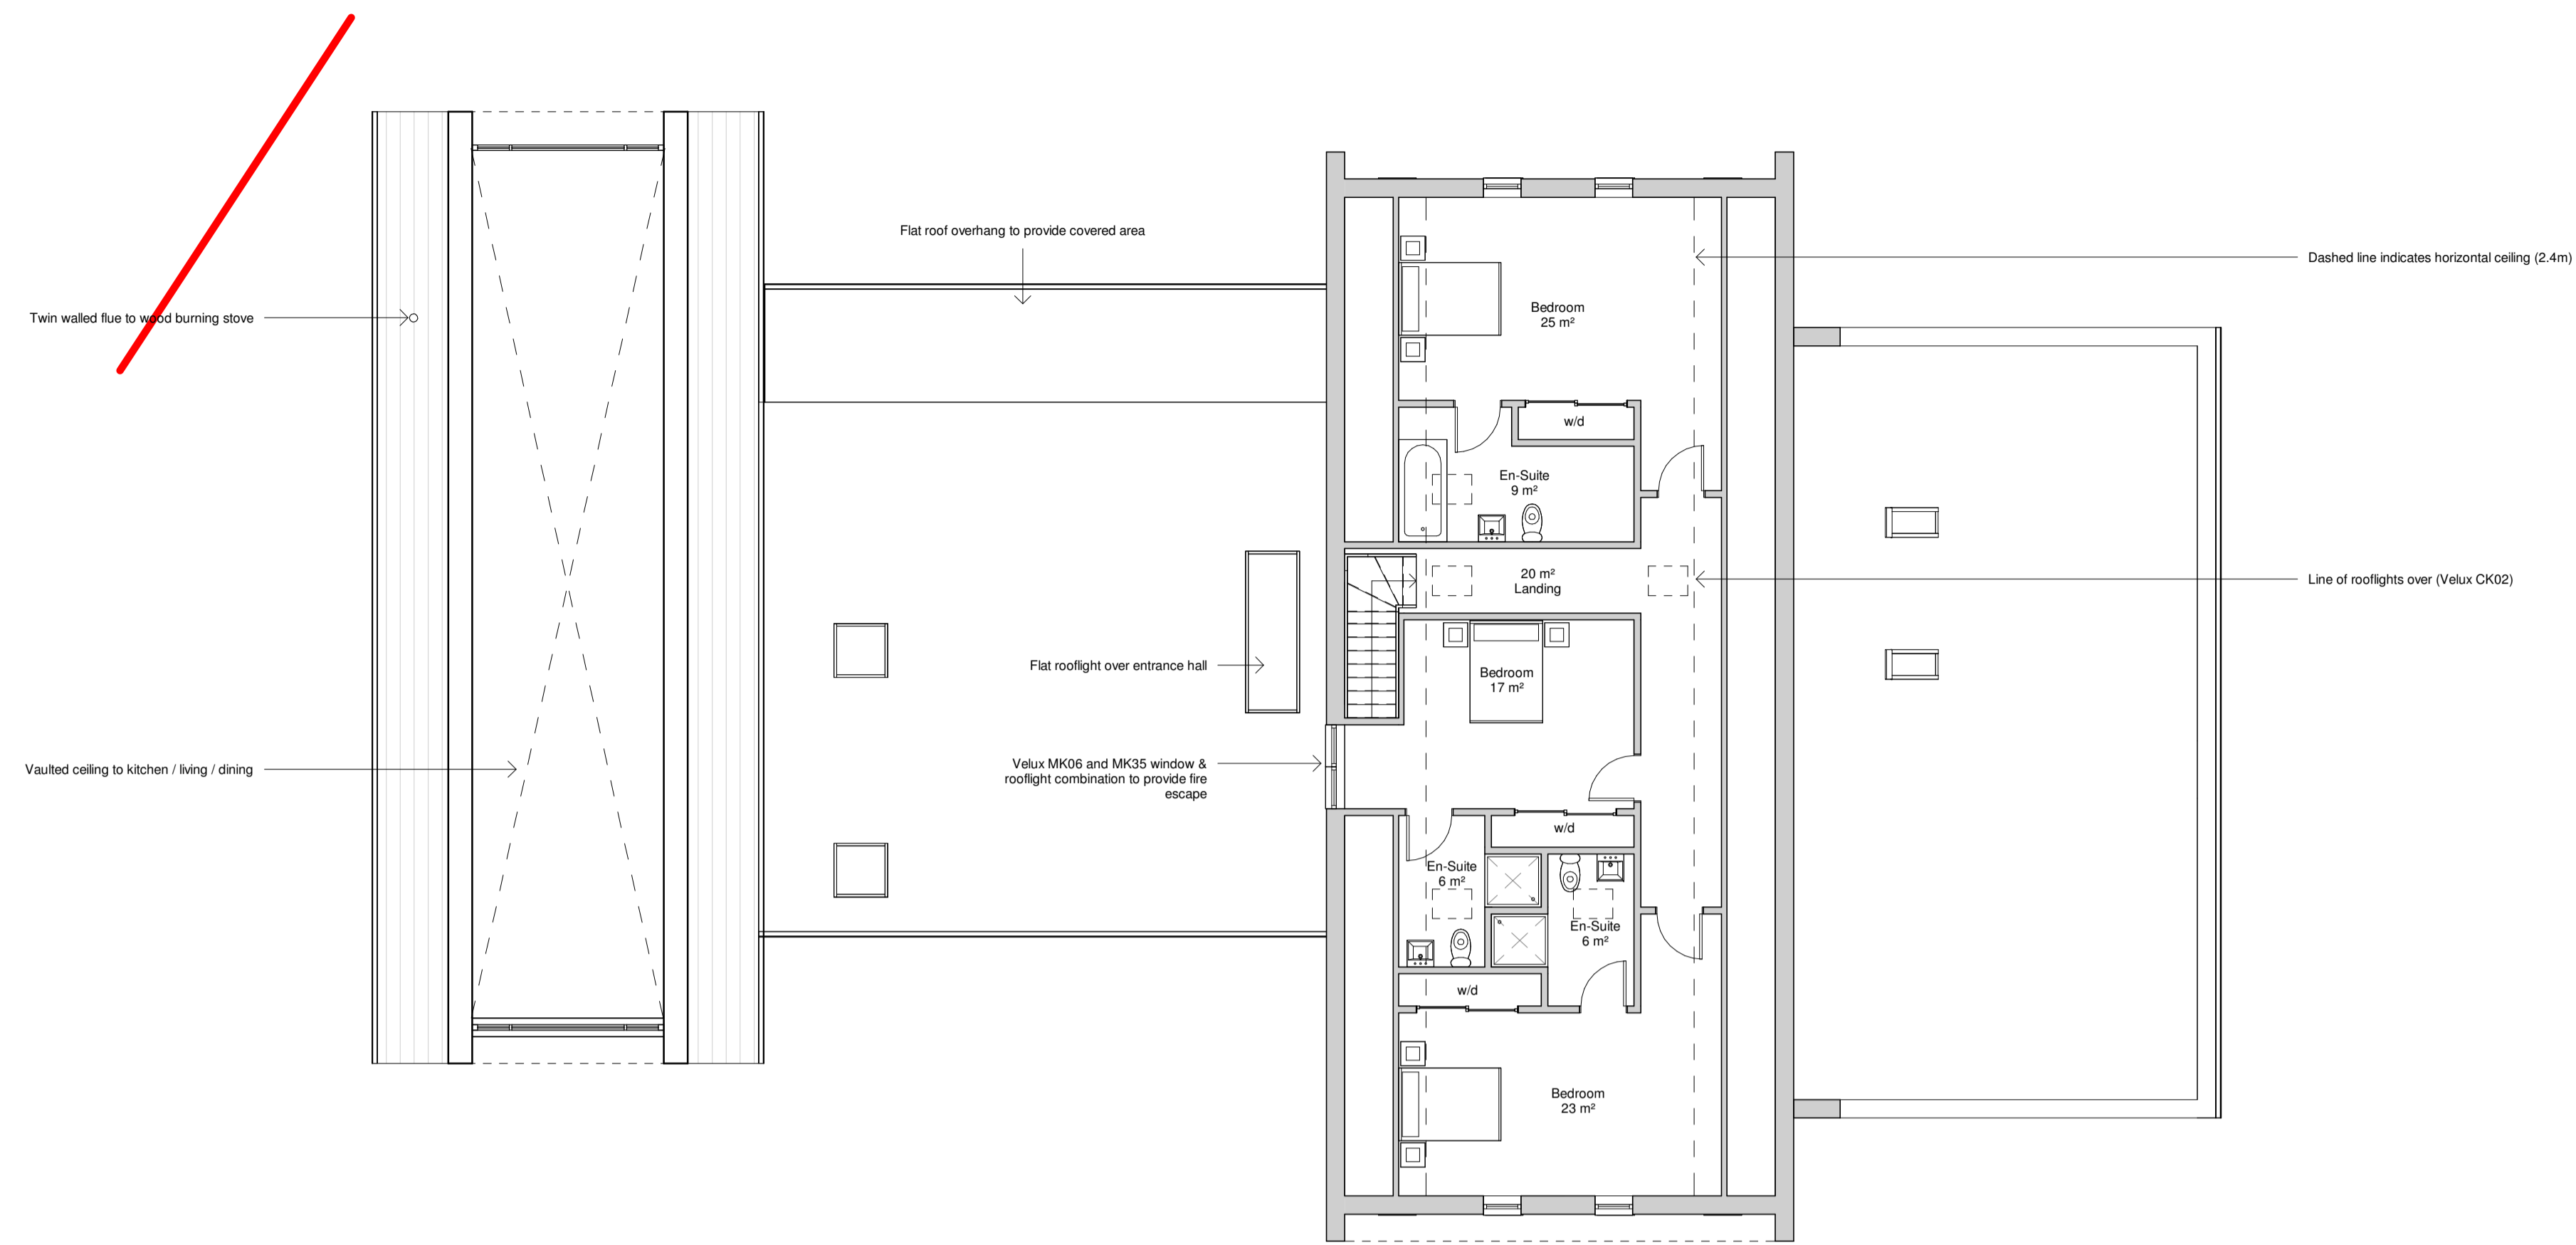 Flat roof overhang to provide covered area
Dashed line indicates horizontal ceiling (2.4m)
Twin walled flue to wood burning stove
Bedroom
25 m²
w/d
En-Suite
9 m²
20 m²
Landing
Line of rooflights over (Velux CK02)
Flat rooflight over entrance hall
Bedroom
17 m²
Vaulted ceiling to kitchen / living / dining
Velux MK06 and MK35 window &
rooflight combination to provide fire
escape
w/d
En-Suite
6 m²
En-Suite
6 m²
w/d
Bedroom
23 m²